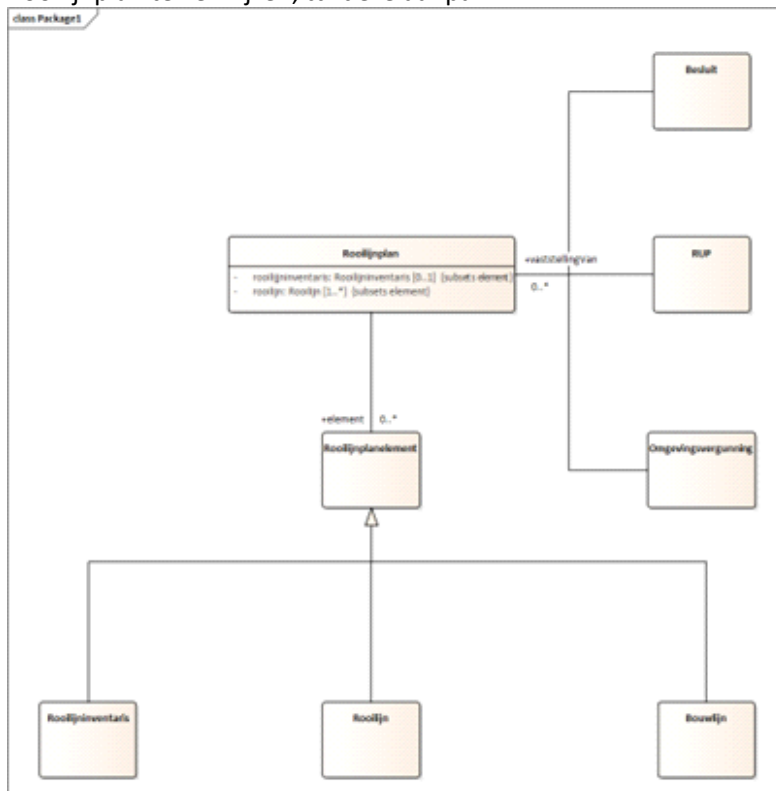 class Package1
Besluit
Rooilijnplan
- rooilijninventaris: Rooilijninventaris [0..1] {subsets element}
- rooilijn: Rooilijn [1..*] {subsets element}
+vaststellingVan
0..*
RUP
+element 0..*
Rooilijnplanelement
Omgevingsvergunning
Rooilijninventaris
Rooilijn
Bouwlijn